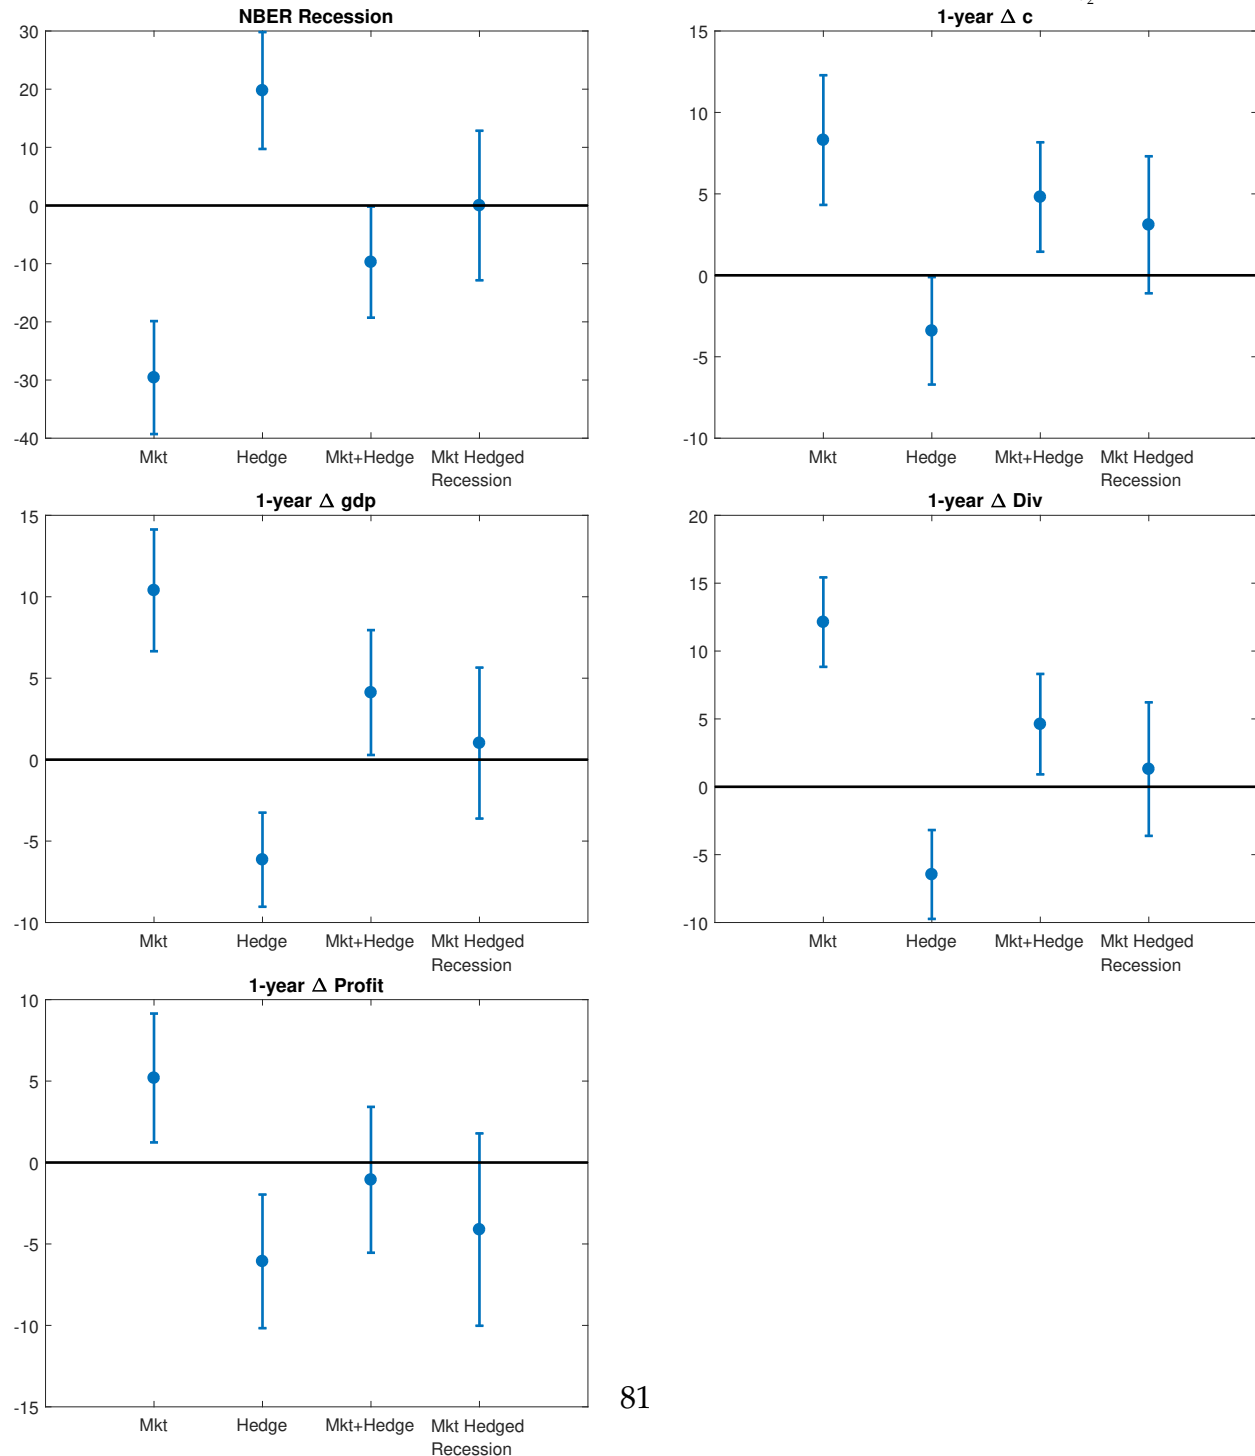 2
NBER Recession
30
20
10
0
-10
-20
-30
-40
Mkt Hedge Mkt+Hedge Mkt Hedged
Recession
1-year Δ c
15
10
5
0
-5
-10
Mkt Hedge Mkt+Hedge Mkt Hedged
Recession
1-year Δ gdp
15
10
5
0
-5
-10
Mkt Hedge Mkt+Hedge Mkt Hedged
Recession
1-year Δ Div
20
15
10
5
0
-5
-10
Mkt Hedge Mkt+Hedge Mkt Hedged
Recession
1-year Δ Profit
10
5
0
-5
-10
-15
Mkt Hedge Mkt+Hedge Mkt Hedged
Recession
81